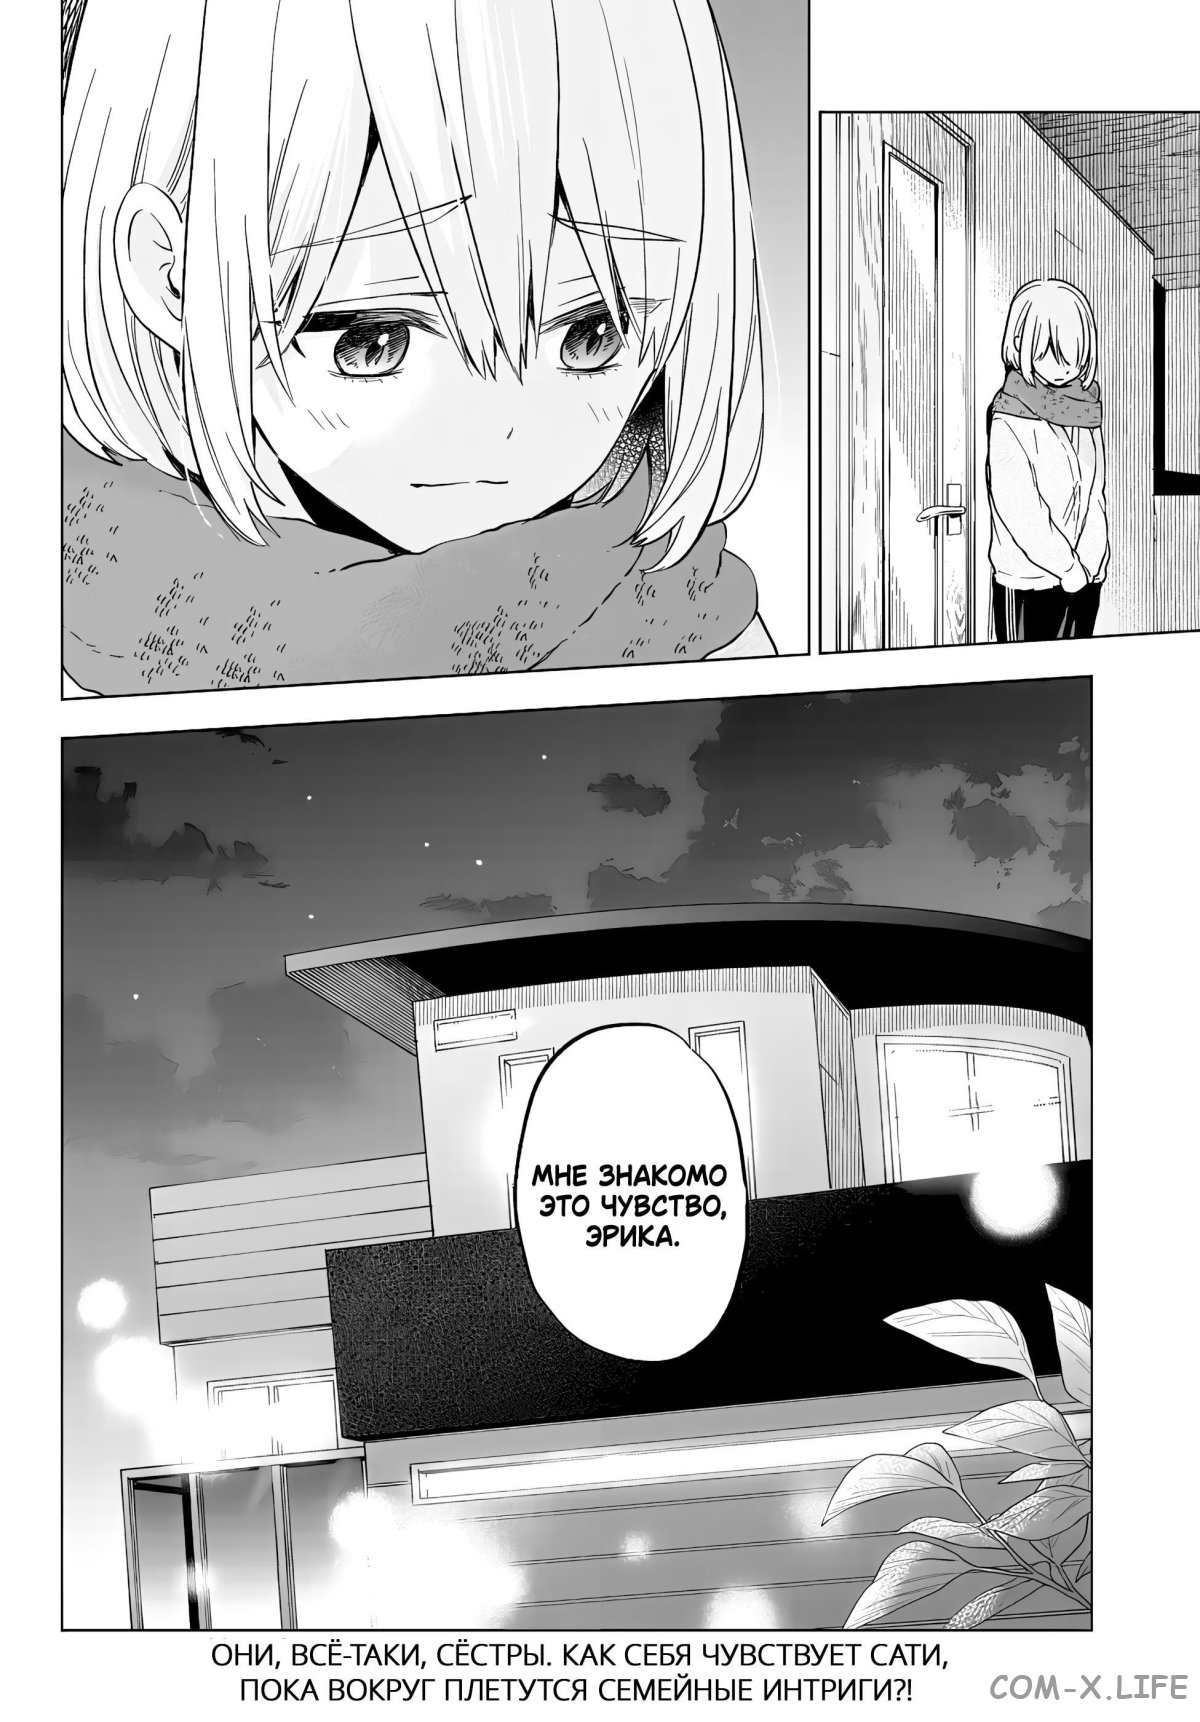 МНЕ ЗНАКОМО
ЭТО ЧУВСТВО,
ЭРИКА.
ОНИ, ВСЁ-ТАКИ, СЁСТРЫ. КАК СЕБЯ ЧУВСТВУЕТ САТИ,
ПОКА ВОКРУГ ПЛЕТУТСЯ СЕМЕЙНЫЕ ИНТРИГИ?!
COM-X.LIFE